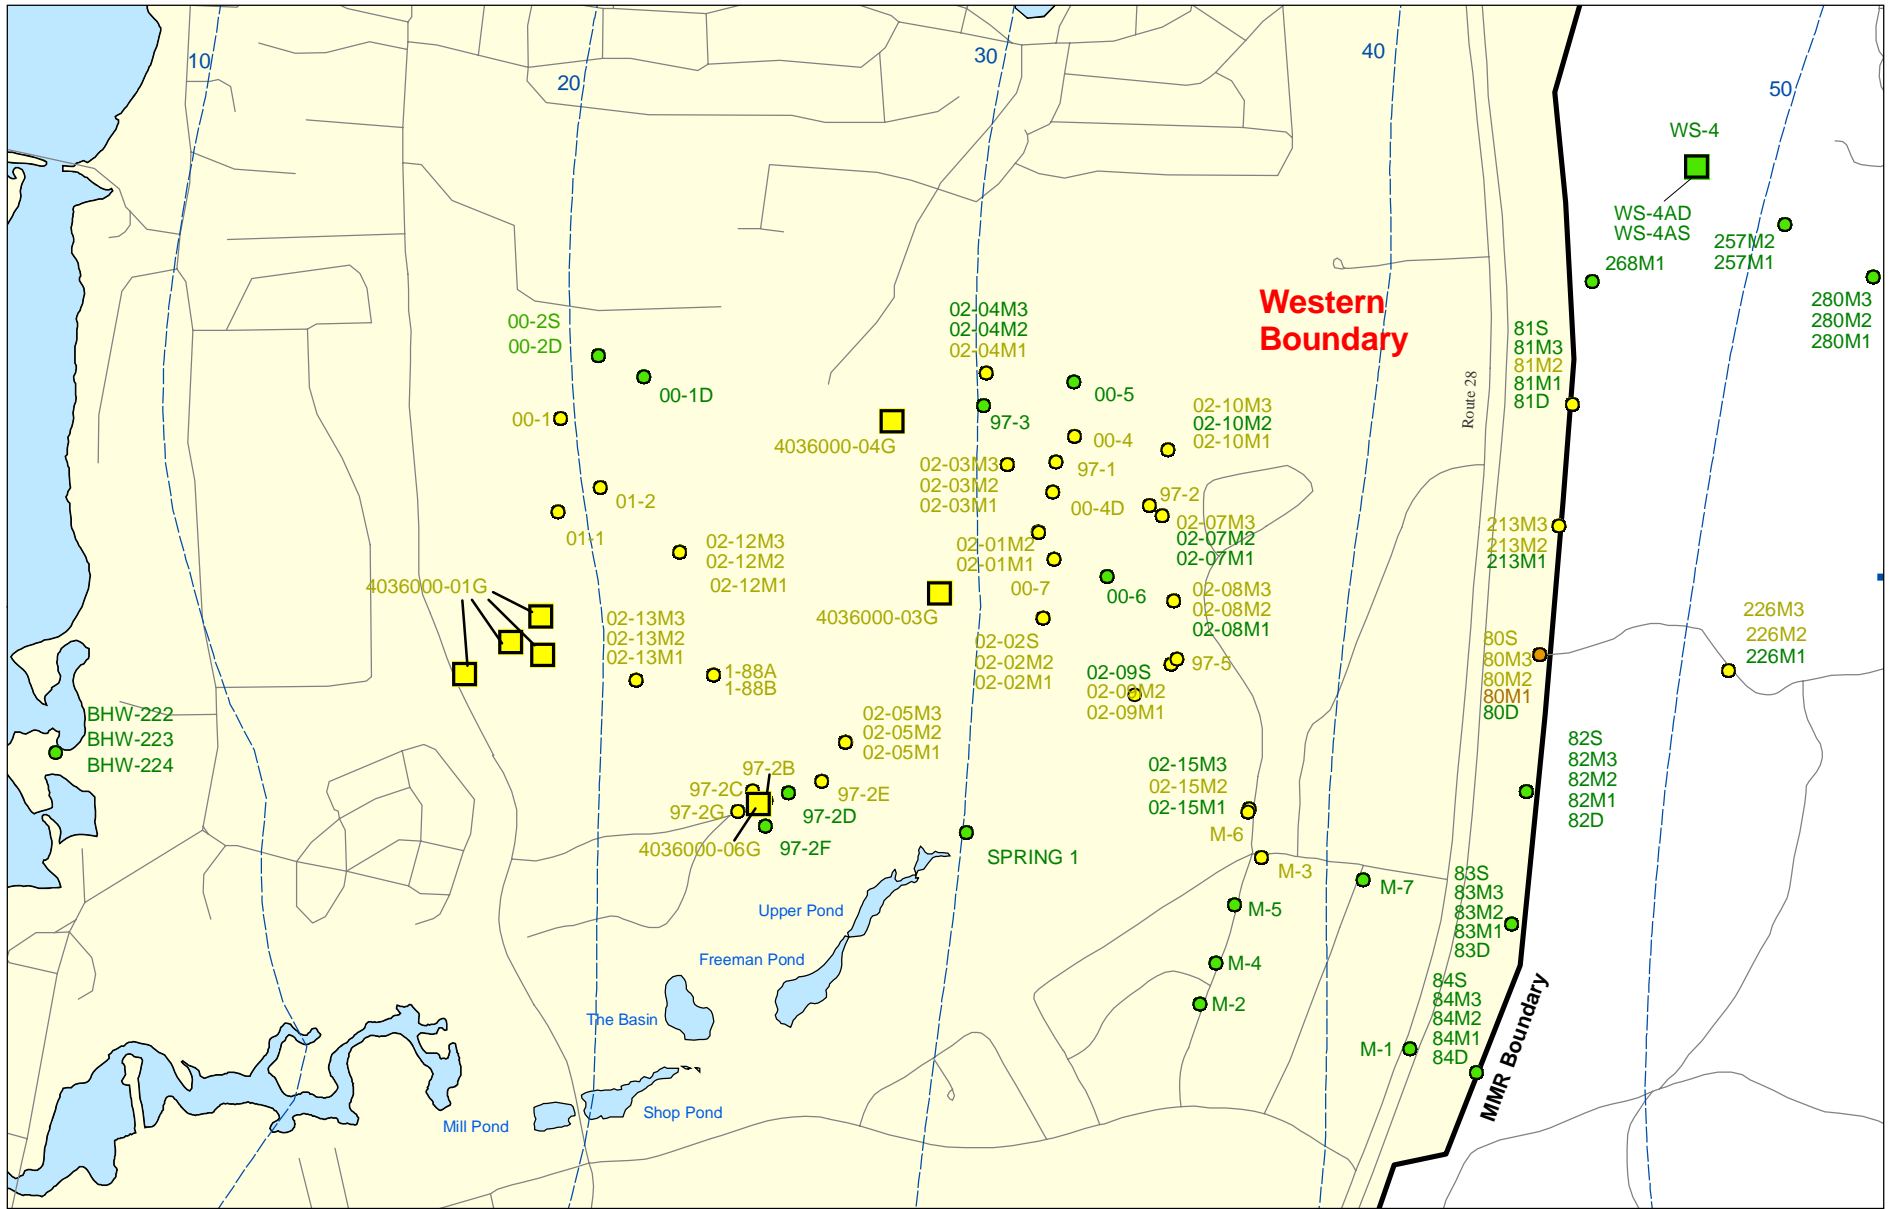 10
20
30
40
50
WS-4
WS-4AD
WS-4AS
257M2
257M1
268M1
280M3
280M2
280M1
Western
Boundary
00-2S
00-2D
00-1D
00-1
02-04M3
02-04M2
02-04M1
97-3
00-5
00-4
97-1
00-4D
02-10M3
02-10M2
02-10M1
Route 28
81S
81M3
81M2
81M1
81D
4036000-04G
02-03M3
02-03M2
02-03M1
97-2
02-07M3
02-07M2
02-07M1
213M3
213M2
213M1
01-2
01-1
02-12M3
02-12M2
02-12M1
02-01M2
02-01M1
00-7
00-6
4036000-01G
4036000-03G
02-13M3
02-13M2
02-13M1
02-08M3
02-08M2
02-08M1
226M3
226M2
226M1
02-02S
02-02M2
02-02M1
97-5
80S
80M3
80M2
80M1
80D
1-88A
1-88B
02-09S
02-09M2
02-09M1
BHW-222
BHW-223
BHW-224
02-05M3
02-05M2
02-05M1
82S
82M3
82M2
82M1
82D
97-2B
97-2C
97-2E
97-2G
97-2D
4036000-06G
97-2F
02-15M3
02-15M2
02-15M1
M-6
SPRING 1
M-3
M-7
M-5
83S
83M3
83M2
83M1
83D
Upper Pond
Freeman Pond
M-4
M-2
84S
84M3
84M2
84M1
84D
M-1
The Basin
MMR Boundary
Shop Pond
Mill Pond